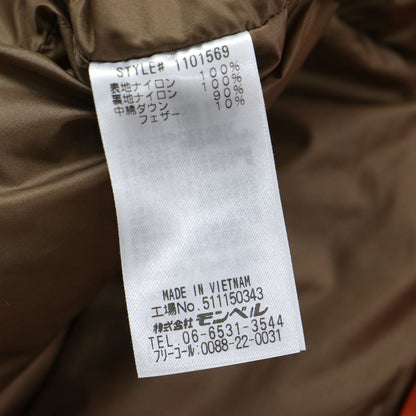 STYLE# 1101569
表地ナイロン 100%
裏地ナイロン 100%
中綿ダウン 90%
フェザー 10%
MADE IN VIETNAM
工場No. 511150343
株式会社 モンベル
TEL 06-6531-3544
フリーコール:0088-22-0031